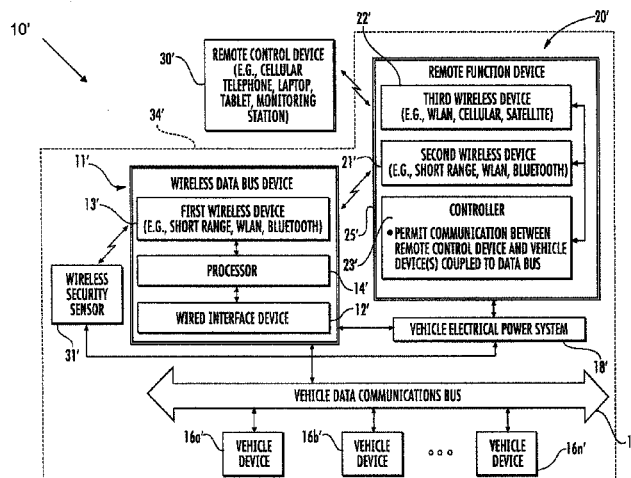 10'
30'
REMOTE CONTROL DEVICE
(E.G., CELLULAR
TELEPHONE, LAPTOP,
TABLET, MONITORING
STATION)
34'
22'
20'
REMOTE FUNCTION DEVICE
THIRD WIRELESS DEVICE
(E.G., WLAN, CELLULAR, SATELLITE)
21'
SECOND WIRELESS DEVICE
(E.G., SHORT RANGE, WLAN, BLUETOOTH)
CONTROLLER
• PERMIT COMMUNICATION BETWEEN
REMOTE CONTROL DEVICE AND VEHICLE
DEVICE(S) COUPLED TO DATA BUS
25'
23'
11'
WIRELESS DATA BUS DEVICE
13'
FIRST WIRELESS DEVICE
(E.G., SHORT RANGE, WLAN, BLUETOOTH)
PROCESSOR
14'
WIRED INTERFACE DEVICE
12'
WIRELESS
SECURITY
SENSOR
31'
VEHICLE ELECTRICAL POWER SYSTEM
18'
VEHICLE DATA COMMUNICATIONS BUS
16a'
VEHICLE
DEVICE
16b'
VEHICLE
DEVICE
VEHICLE
DEVICE
16n'